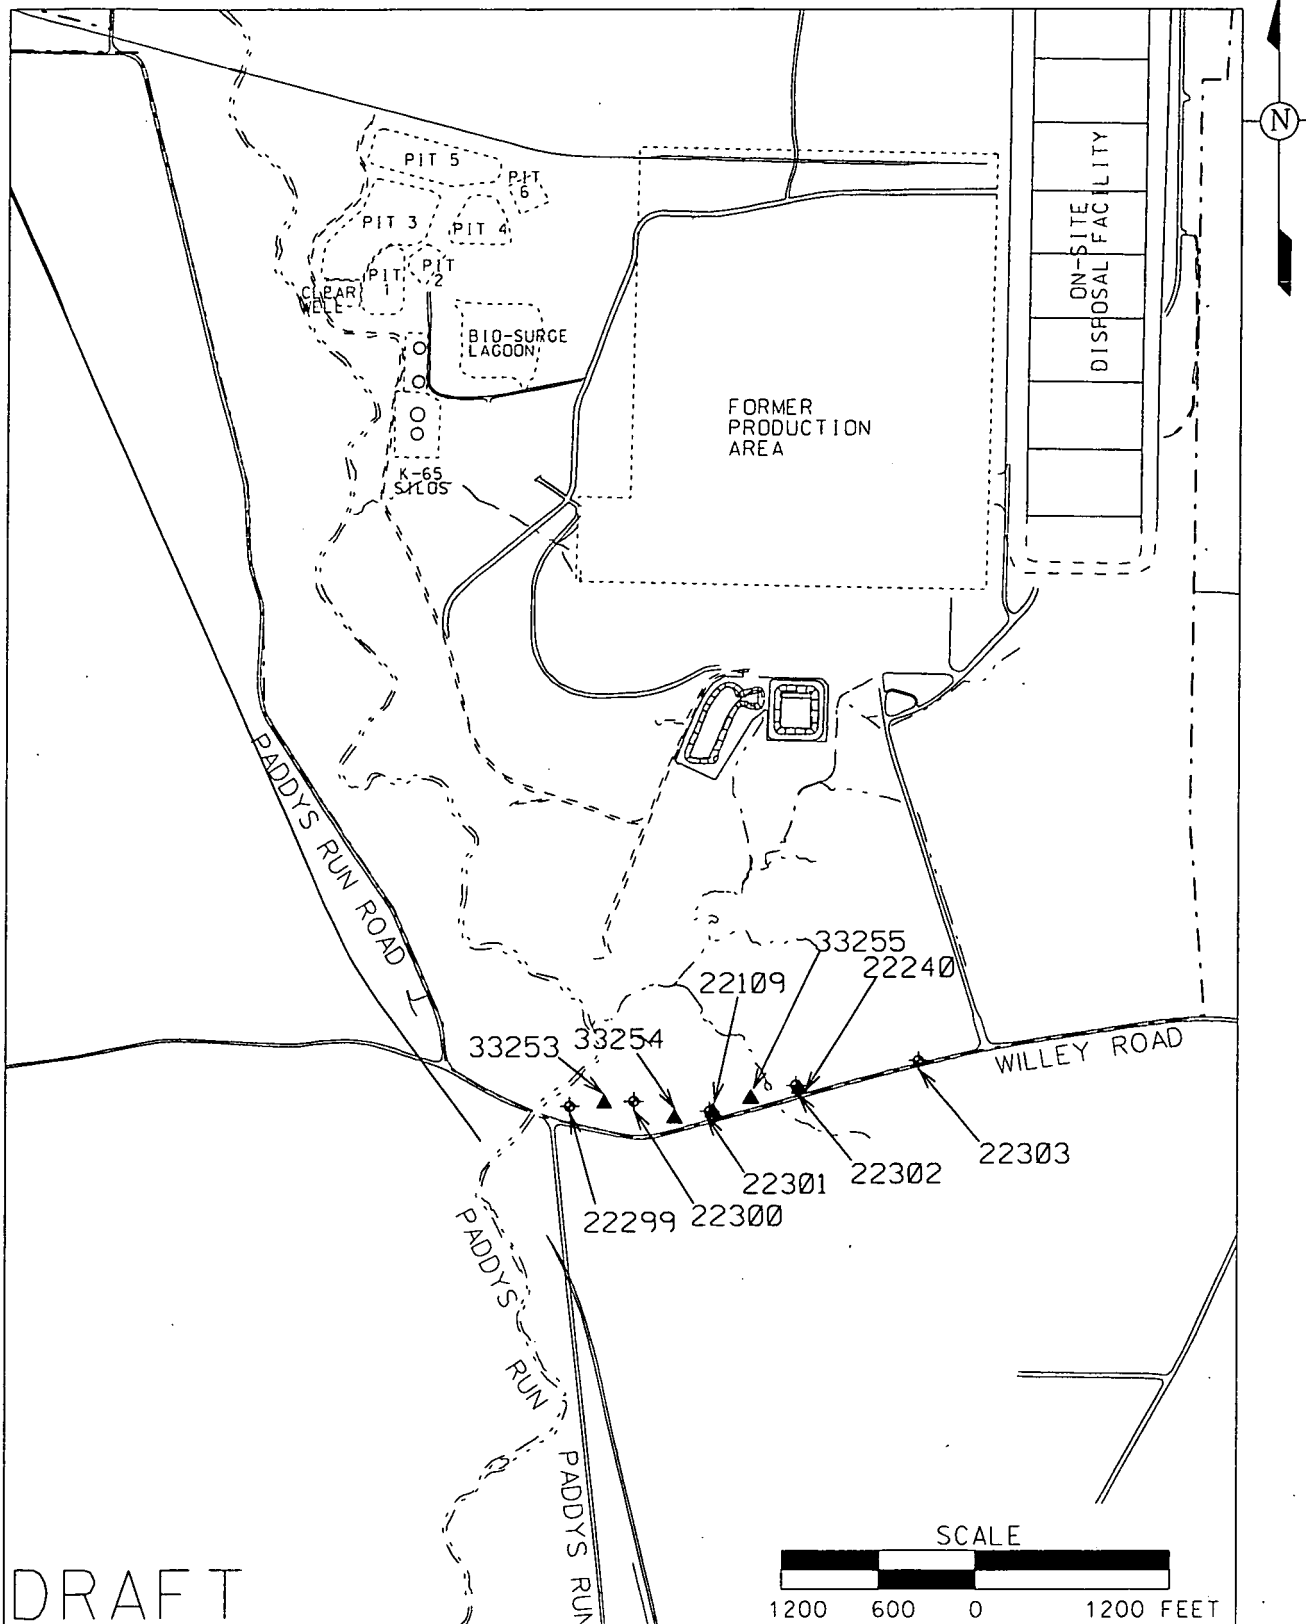 N
PIT 5
PIT
6
PIT 3
PIT 4
PIT
1
PIT
2
CLEAR
WELL
BIO-SURGE
LAGOON
K-65
SILOS
FORMER
PRODUCTION
AREA
ON-SITE
DISPOSAL FACILITY
PADDYS RUN ROAD
33255
22240
22109
33253
33254
WILLEY ROAD
22303
22302
22301
22300
22299
PADDYS RUN
PADDYS RUN
SCALE
1200 600 0 1200 FEET
DRAFT